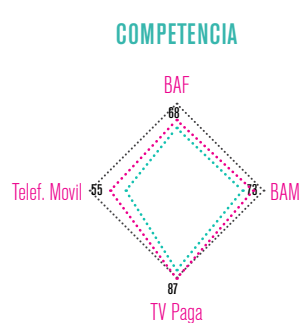 COMPETENCIA
BAF
68
Telef. Movil 55 73 BAM
87
TV Paga